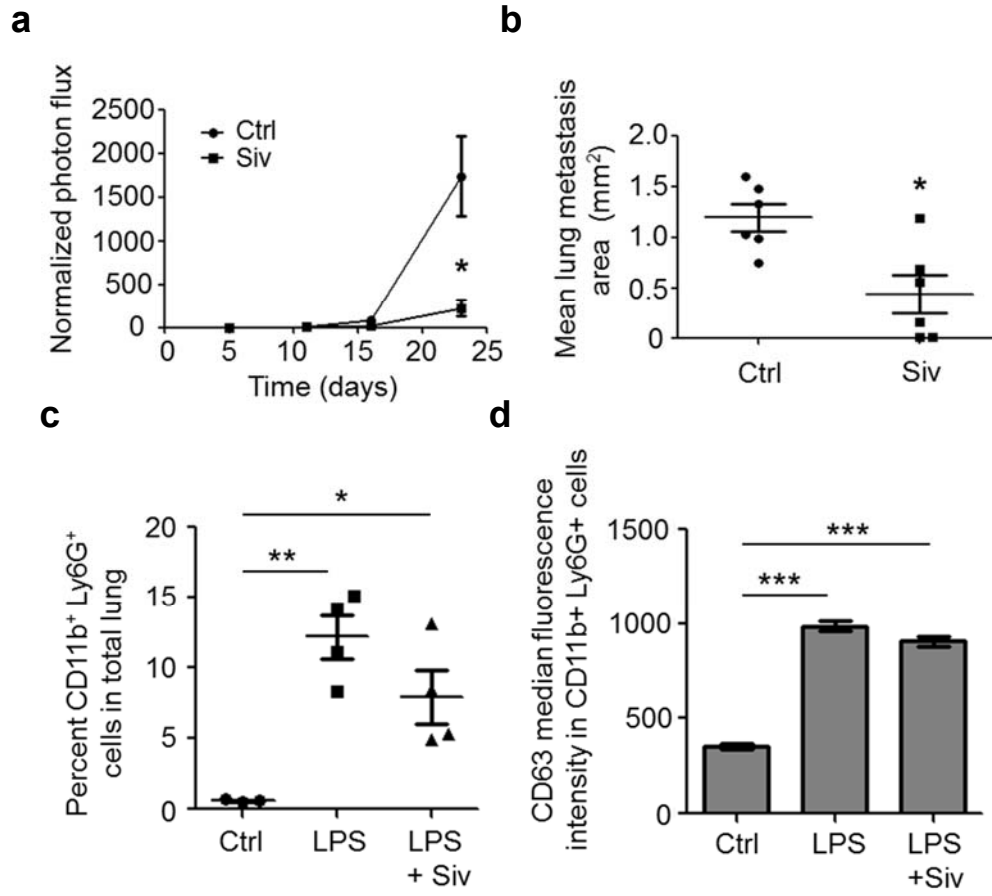 a
Normalized photon flux
2500
2000
1500
1000
500
0
Ctrl
Siv
*
0 5 10 15 20 25
Time (days)
b
Mean lung metastasis
area (mm²)
2.0
1.5
1.0
0.5
0
*
Ctrl Siv
c
Percent CD11b⁺ Ly6G⁺
cells in total lung
20
15
10
5
0
*
**
Ctrl LPS LPS
+ Siv
d
CD63 median fluorescence
intensity in CD11b+ Ly6G+ cells
1500
1000
500
0
***
***
Ctrl LPS LPS
+Siv